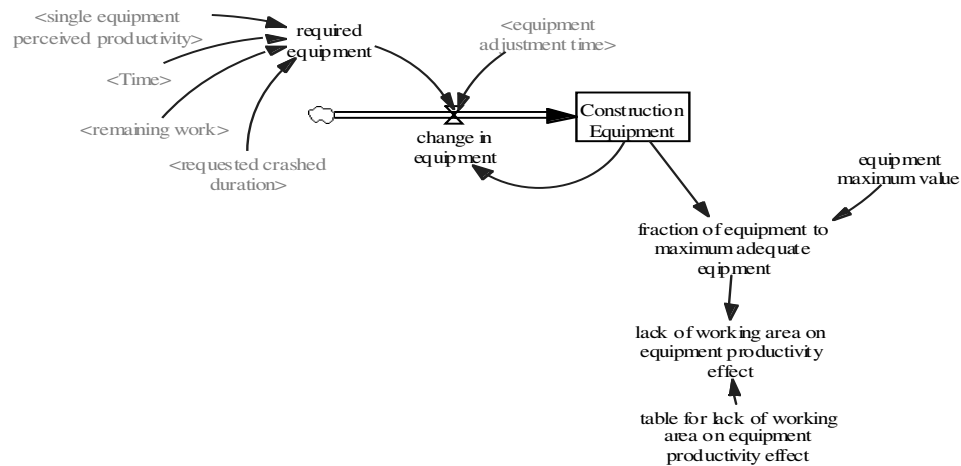 <single equipment
perceived productivity>
<Time>
<remaining work>
<requested crashed
duration>
required
equipment
<equipment
adjustment time>
change in
equipment
Construction
Equipment
equipment
maximum value
fraction of equipment to
maximum adequate
eqipment
lack of working area on
equipment productivity
effect
table for lack of working
area on equipment
productivity effect